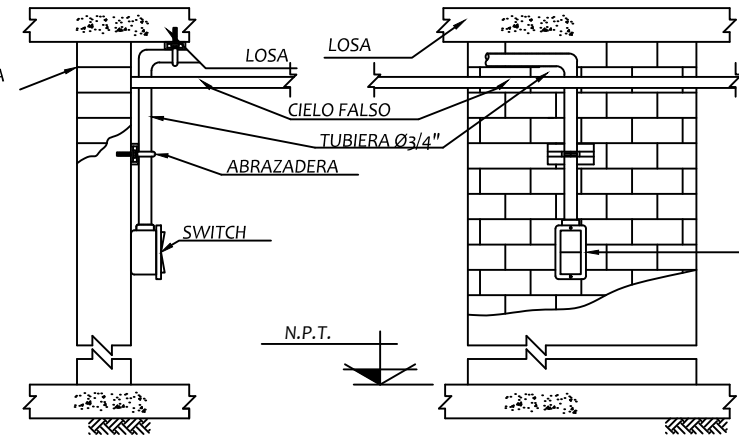 LOSA
LOSA
A
CIELO FALSO
TUBIERA Ø3/4"
ABRAZADERA
SWITCH
N.P.T.